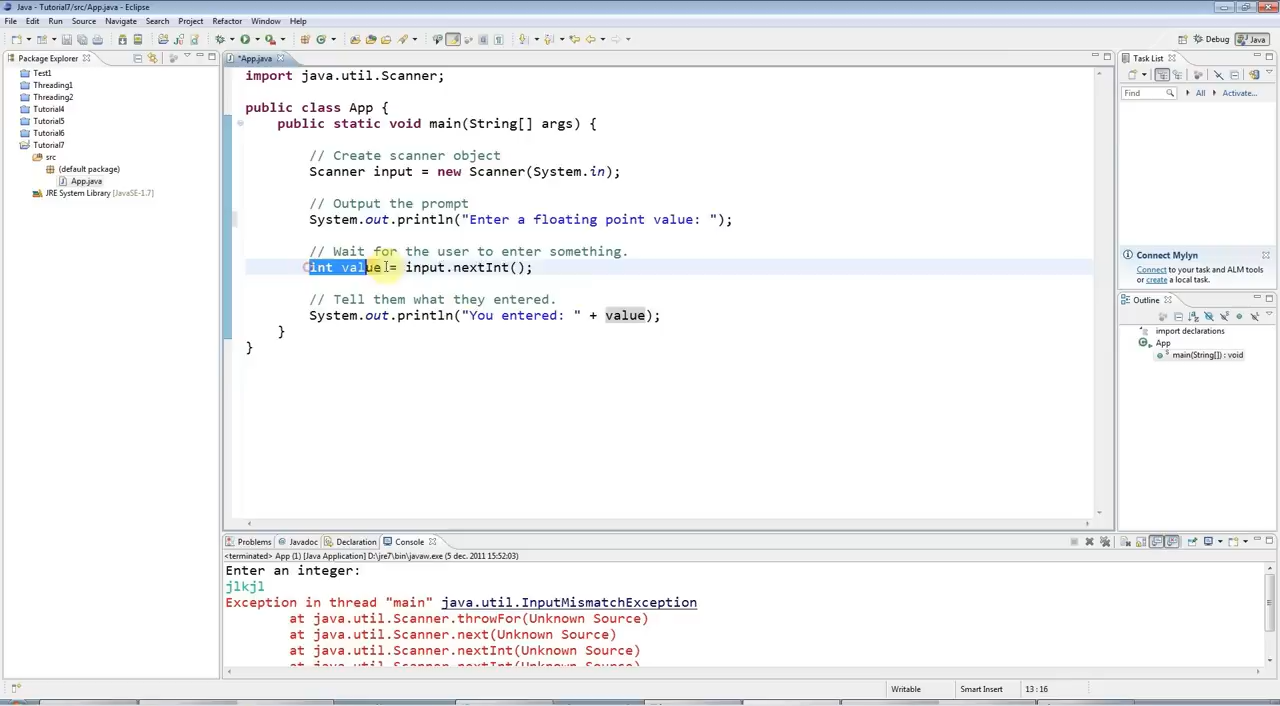 Java - Tutorial7/src/App.java - Eclipse
File Edit Run Source Navigate Search Project Refactor Window Help
Debug Java
Package Explorer
*App.java
Task List
Test1
Threading1
Threading2
Tutorial4
Tutorial5
Tutorial6
Tutorial7
src
(default package)
App.java
JRE System Library [JavaSE-1.7]
import java.util.Scanner;
public class App {
public static void main(String[] args) {
// Create scanner object
Scanner input = new Scanner(System.in);
// Output the prompt
System.out.println("Enter a floating point value: ");
// Wait for the user to enter something.
int value = input.nextInt();
// Tell them what they entered.
System.out.println("You entered: " + value);
}
}
Find All Activate...
Connect Mylyn
Connect to your task and ALM tools or create a local task.
Outline
import declarations
App
main(String[]) : void
Problems Javadoc Declaration Console
<terminated> App (1) [Java Application] D:\jre7\bin\javaw.exe (5 dec. 2011 15:52:03)
Enter an integer:
jlkjl
Exception in thread "main" java.util.InputMismatchException
at java.util.Scanner.throwFor(Unknown Source)
at java.util.Scanner.next(Unknown Source)
at java.util.Scanner.nextInt(Unknown Source)
at java.util.Scanner.nextInt(Unknown Source)
Writable Smart Insert 13 : 16